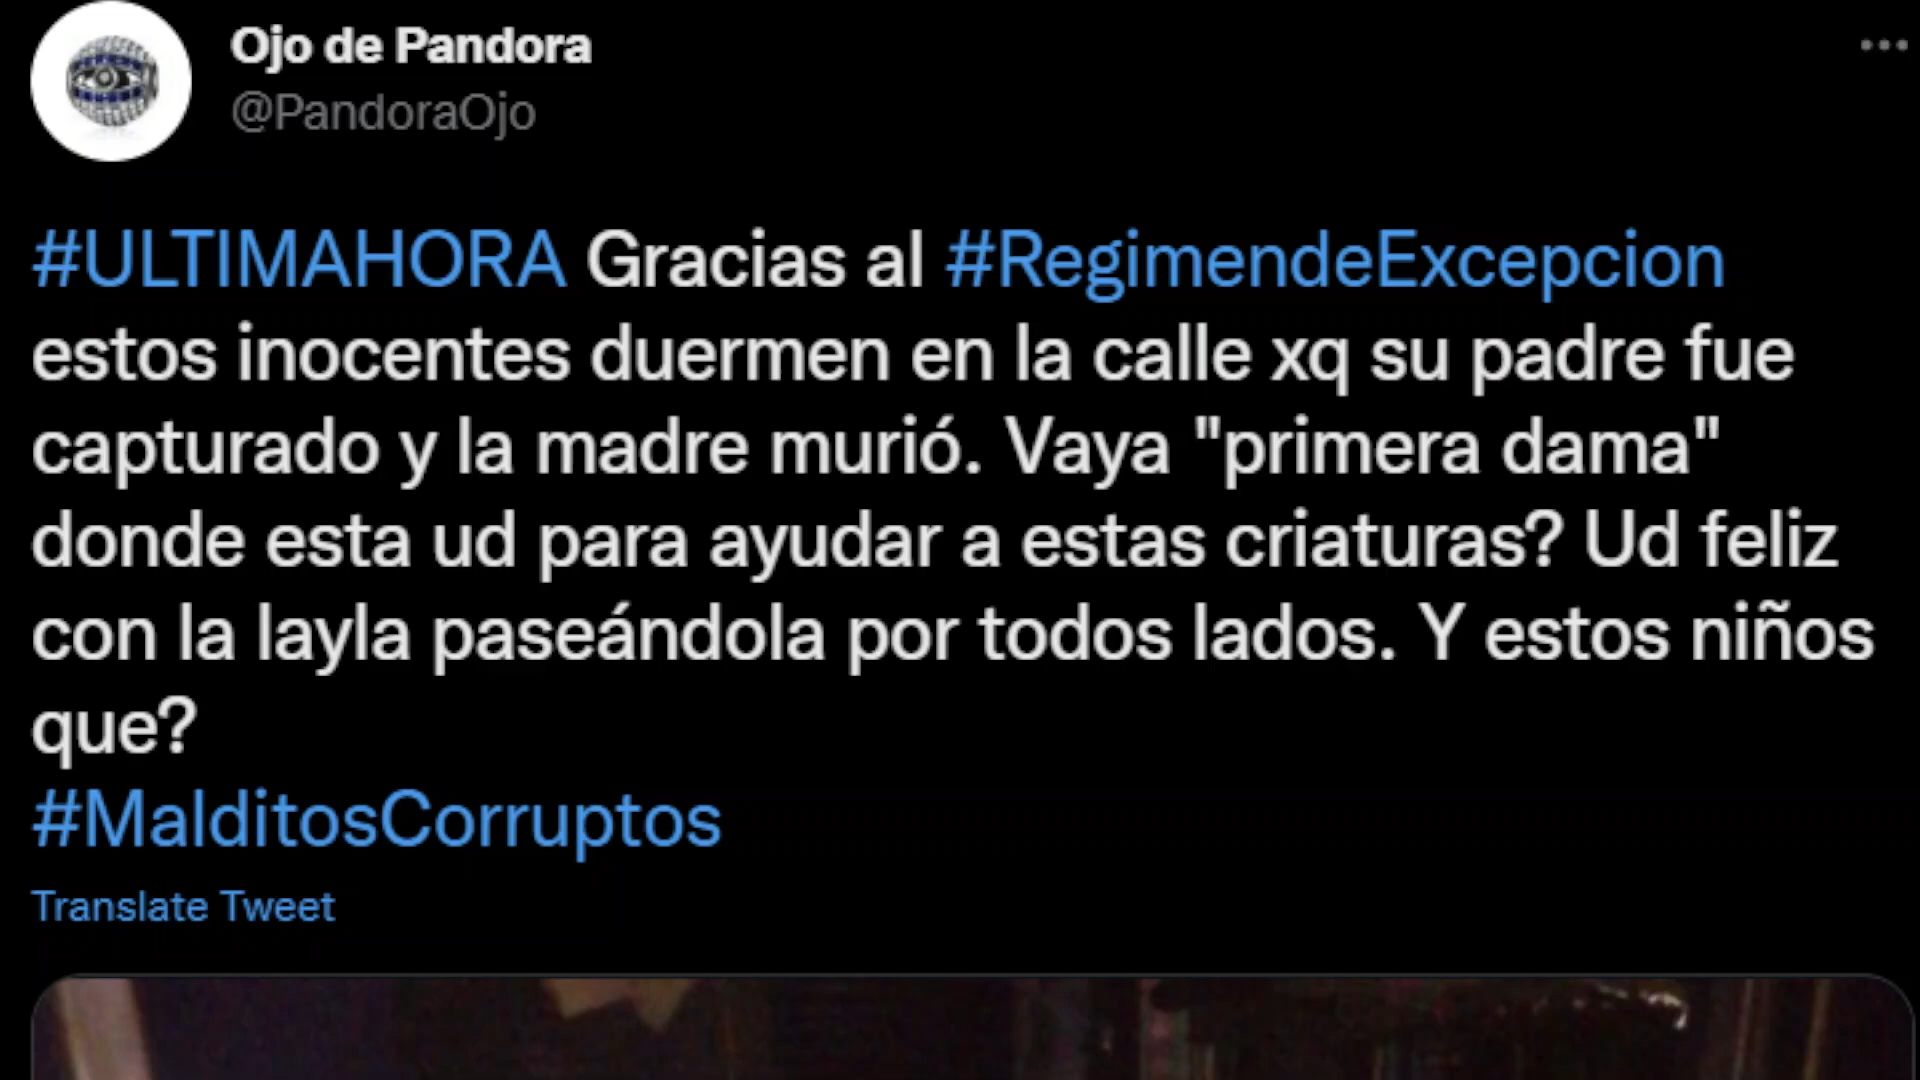 Ojo de Pandora
@PandoraOjo
#ULTIMAHORA Gracias al #RegimendeExcepcion
estos inocentes duermen en la calle xq su padre fue
capturado y la madre murió. Vaya "primera dama"
donde esta ud para ayudar a estas criaturas? Ud feliz
con la layla paseándola por todos lados. Y estos niños
que?
#MalditosCorruptos
Translate Tweet